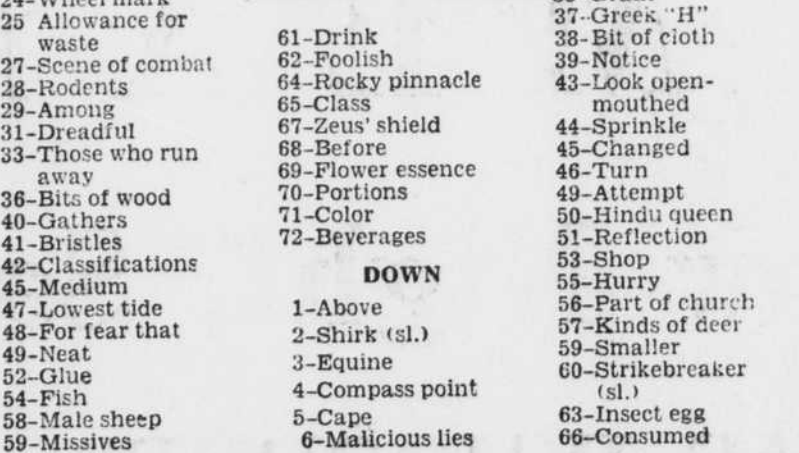 25 Allowance for
waste
27-Scene of combat
28-Rodents
29-Among
31-Dreadful
33-Those who run
away
36-Bits of wood
40-Gathers
41-Bristles
42-Classifications
45-Medium
47-Lowest tide
48-For fear that
49-Neat
52-Glue
54-Fish
58-Male sheep
59-Missives
61-Drink
62-Foolish
64-Rocky pinnacle
65-Class
67-Zeus' shield
68-Before
69-Flower essence
70-Portions
71-Color
72-Beverages
DOWN
1-Above
2-Shirk (sl.)
3-Equine
4-Compass point
5-Cape
6-Malicious lies
37-Greek "H"
38-Bit of cloth
39-Notice
43-Look open-
mouthed
44-Sprinkle
45-Changed
46-Turn
49-Attempt
50-Hindu queen
51-Reflection
53-Shop
55-Hurry
56-Part of church
57-Kinds of deer
59-Smaller
60-Strikebreaker
(sl.)
63-Insect egg
66-Consumed